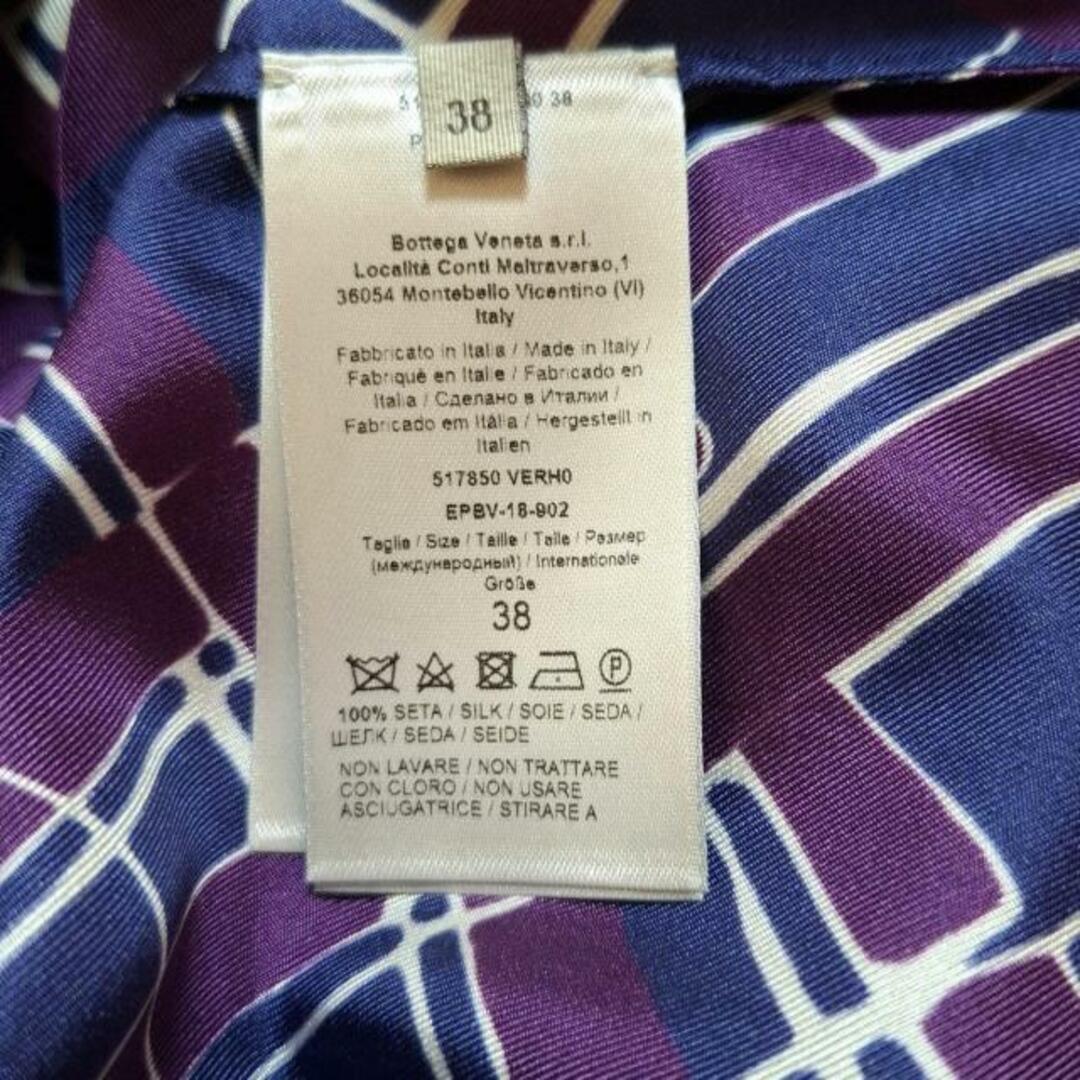 38
38
Bottega Veneta s.r.l.
Località Conti Maltraverso,1
36054 Montebello Vicentino (VI)
Italy
Fabbricato in Italia / Made in Italy /
Fabriqué en Italie / Fabricado en
Italia / Сделано в Италии /
Fabricado em Itália / Hergestellt in
Italien
517850 VERH0
EPBV-18-902
Taglia / Size / Taille / Talle / Размер
(международный) / Internationale
Größe
38
P
100% SETA / SILK / SOIE / SEDA /
ШЕЛК / SEDA / SEIDE
NON LAVARE / NON TRATTARE
CON CLORO / NON USARE
ASCIUGATRICE / STIRARE A